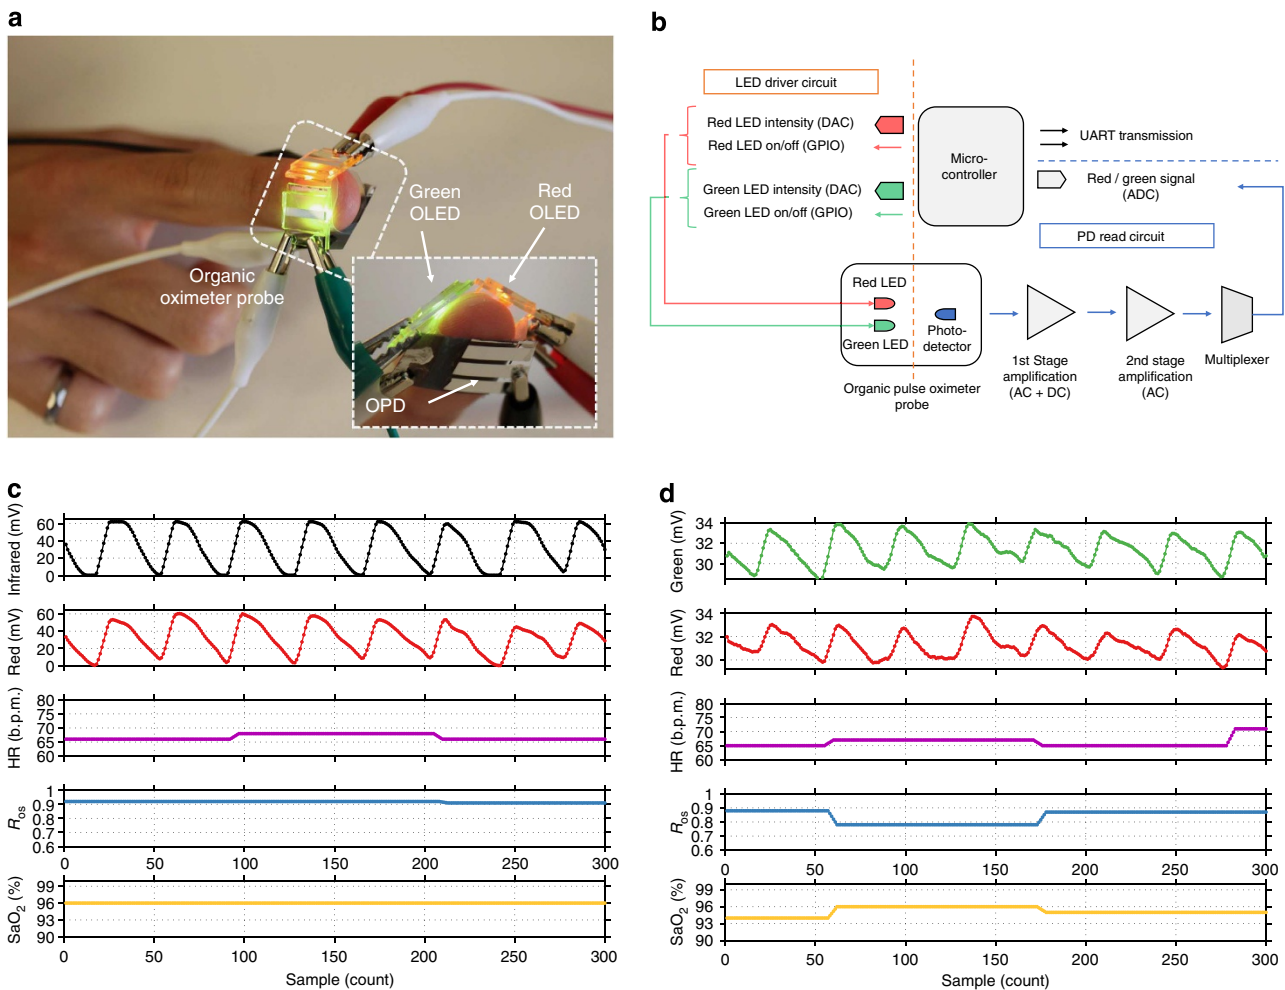 a
Green
OLED
Red
OLED
Organic
oximeter probe
OPD
b
LED driver circuit
Red LED intensity (DAC)
Red LED on/off (GPIO)
Green LED intensity (DAC)
Green LED on/off (GPIO)
Micro-
controller
UART transmission
Red / green signal
(ADC)
PD read circuit
Red LED
Green LED
Photo-
detector
Organic pulse oximeter
probe
1st Stage
amplification
(AC + DC)
2nd stage
amplification
(AC)
Multiplexer
c
Infrared (mV)
60
40
20
0
Red (mV)
60
40
20
0
HR (b.p.m.)
80
75
70
65
60
Ros
1
0.9
0.8
0.7
0.6
0 50 100 150 200 250 300
SaO2 (%)
99
96
93
90
0 50 100 150 200 250 300
Sample (count)
d
Green (mV)
34
32
30
Red (mV)
34
32
30
HR (b.p.m.)
80
75
70
65
60
Ros
1
0.9
0.8
0.7
0.6
0 50 100 150 200 250 300
SaO2 (%)
99
96
93
90
0 50 100 150 200 250 300
Sample (count)